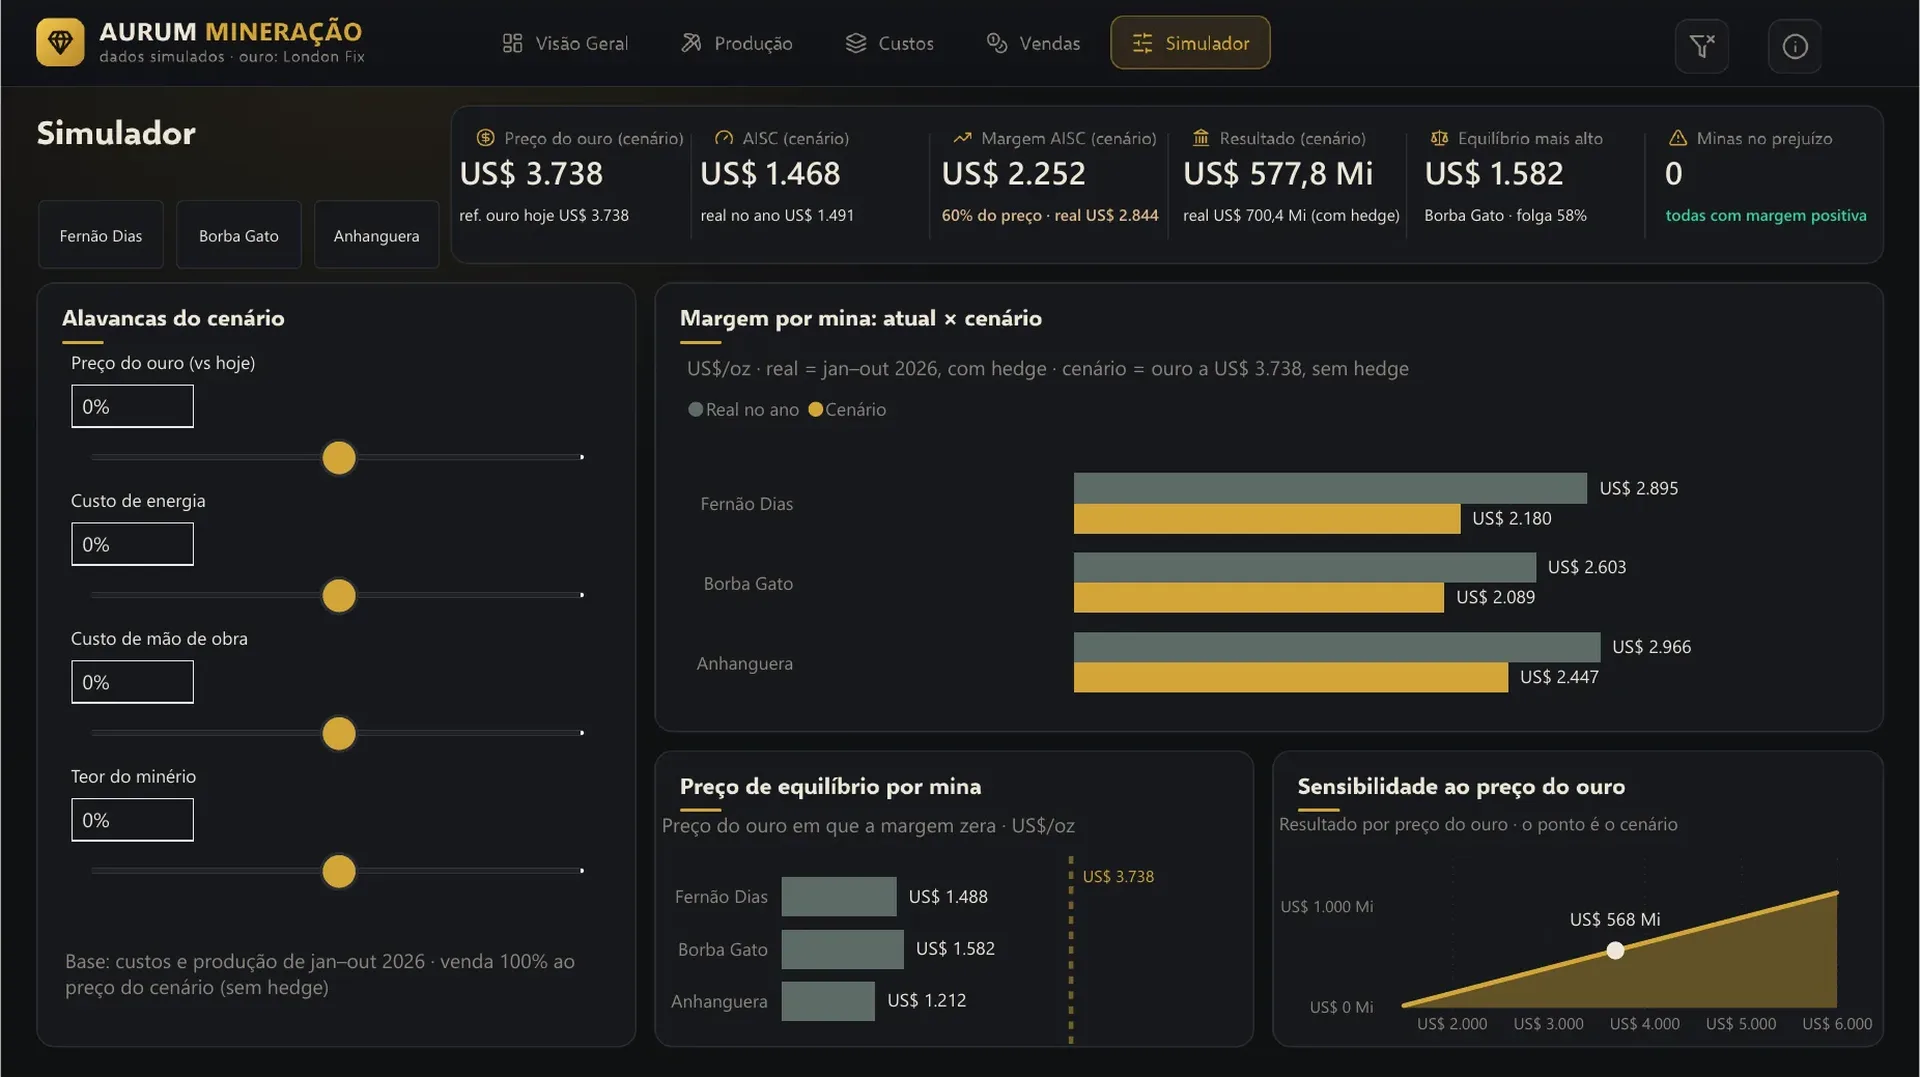 AURUM MINERAÇÃO
dados simulados · ouro: London Fix
Visão Geral
Produção
Custos
Vendas
Simulador
Simulador
Fernão Dias
Borba Gato
Anhanguera
Preço do ouro (cenário)
US$ 3.738
ref. ouro hoje US$ 3.738
AISC (cenário)
US$ 1.468
real no ano US$ 1.491
Margem AISC (cenário)
US$ 2.252
60% do preço · real US$ 2.844
Resultado (cenário)
US$ 577,8 Mi
real US$ 700,4 Mi (com hedge)
Equilíbrio mais alto
US$ 1.582
Borba Gato · folga 58%
Minas no prejuízo
0
todas com margem positiva
Alavancas do cenário
Preço do ouro (vs hoje)
0%
Custo de energia
0%
Custo de mão de obra
0%
Teor do minério
0%
Base: custos e produção de jan–out 2026 · venda 100% ao
preço do cenário (sem hedge)
Margem por mina: atual × cenário
US$/oz · real = jan–out 2026, com hedge · cenário = ouro a US$ 3.738, sem hedge
Real no ano Cenário
Fernão Dias
US$ 2.895
US$ 2.180
Borba Gato
US$ 2.603
US$ 2.089
Anhanguera
US$ 2.966
US$ 2.447
Preço de equilíbrio por mina
Preço do ouro em que a margem zera · US$/oz
US$ 3.738
Fernão Dias US$ 1.488
Borba Gato US$ 1.582
Anhanguera US$ 1.212
Sensibilidade ao preço do ouro
Resultado por preço do ouro · o ponto é o cenário
US$ 1.000 Mi
US$ 568 Mi
US$ 0 Mi
US$ 2.000 US$ 3.000 US$ 4.000 US$ 5.000 US$ 6.000